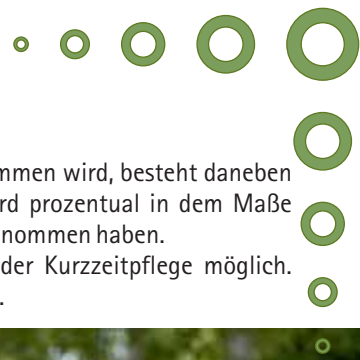 mmen wird, besteht daneben
rd prozentual in dem Maße
nommen haben.
der Kurzzeitpflege möglich.
.